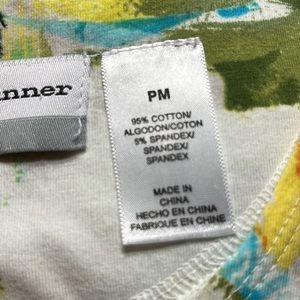 nner
PM
95% COTTON/
ALGODON/COTON
5% SPANDEX/
SPANDEX/
SPANDEX
MADE IN
CHINA
HECHO EN CHINA
FABRIQUE EN CHINE